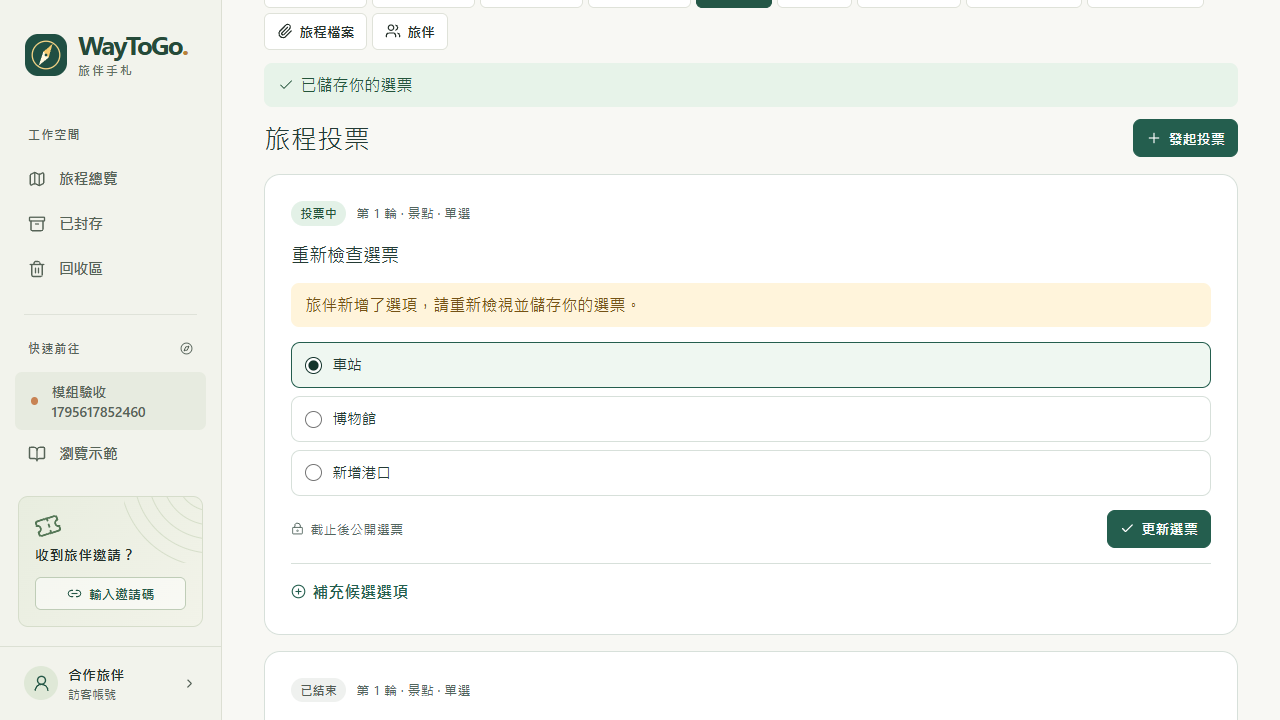 WayToGo.
旅伴手札
工作空間
旅程總覽
已封存
回收區
快速前往
模組驗收
1795617852460
瀏覽示範
收到旅伴邀請？
輸入邀請碼
合作旅伴
訪客帳號
旅程檔案
旅伴
已儲存你的選票
旅程投票
發起投票
投票中 第 1 輪 · 景點 · 單選
重新檢查選票
旅伴新增了選項，請重新檢視並儲存你的選票。
車站
博物館
新增港口
截止後公開選票
更新選票
補充候選選項
已結束 第 1 輪 · 景點 · 單選